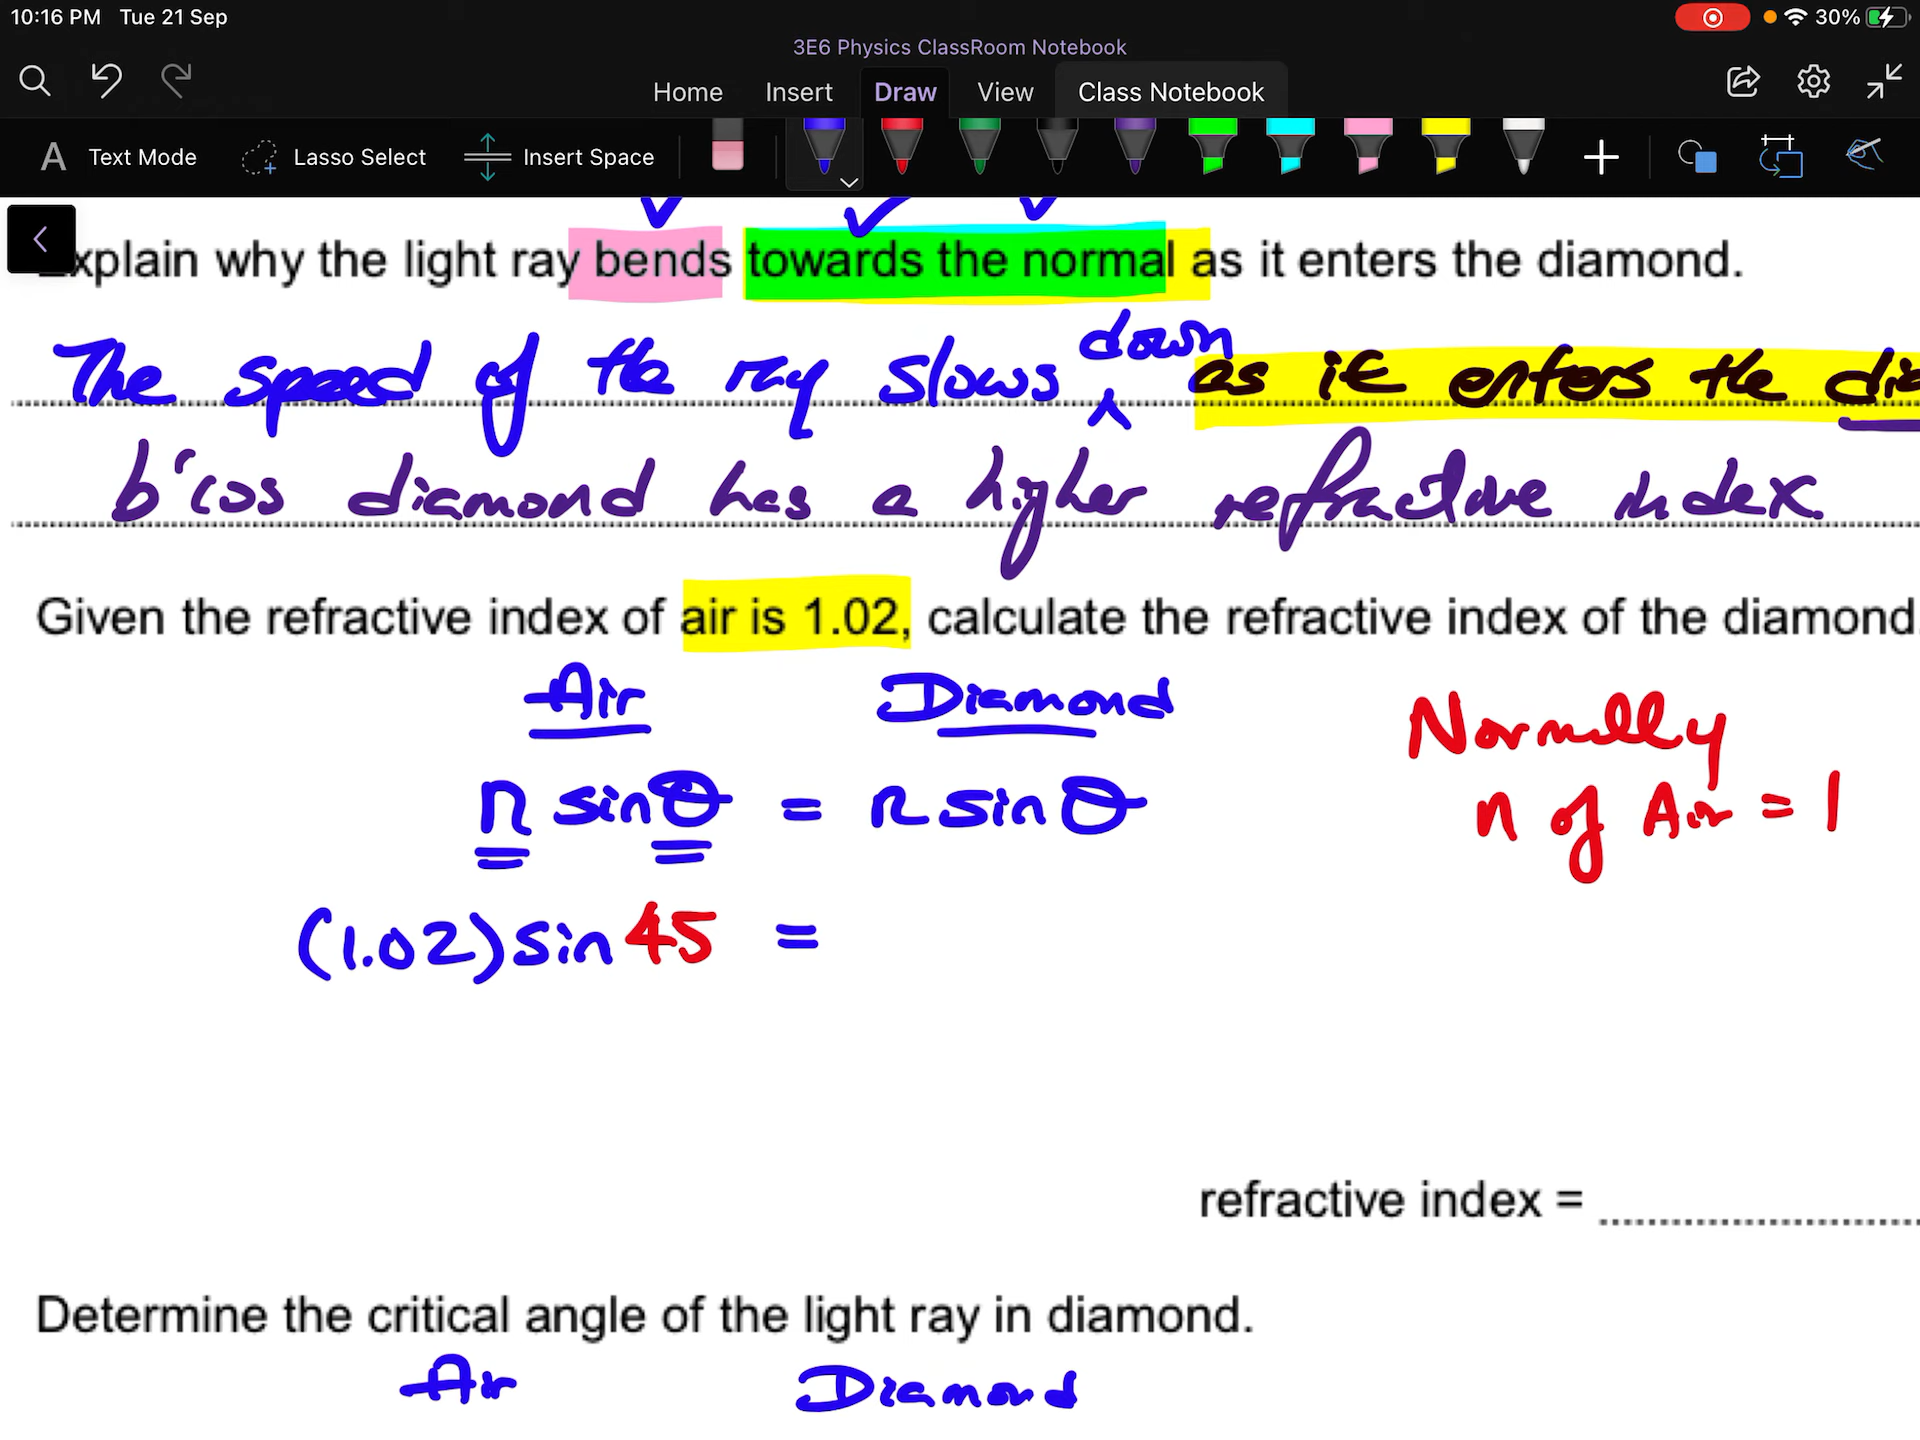 10:16 PM Tue 21 Sep
30%
3E6 Physics ClassRoom Notebook
Home Insert Draw View Class Notebook
A Text Mode Lasso Select Insert Space
xplain why the light ray bends towards the normal as it enters the diamond.
down
The speed of the ray slows ^ as it enters the dia
b'cos diamond has a higher refractive index.
Given the refractive index of air is 1.02, calculate the refractive index of the diamond
Air Diamond
Normally
n sinθ = n sinθ
n of Air = 1
(1.02) sin 45 =
refractive index =
Determine the critical angle of the light ray in diamond.
Air Diamond